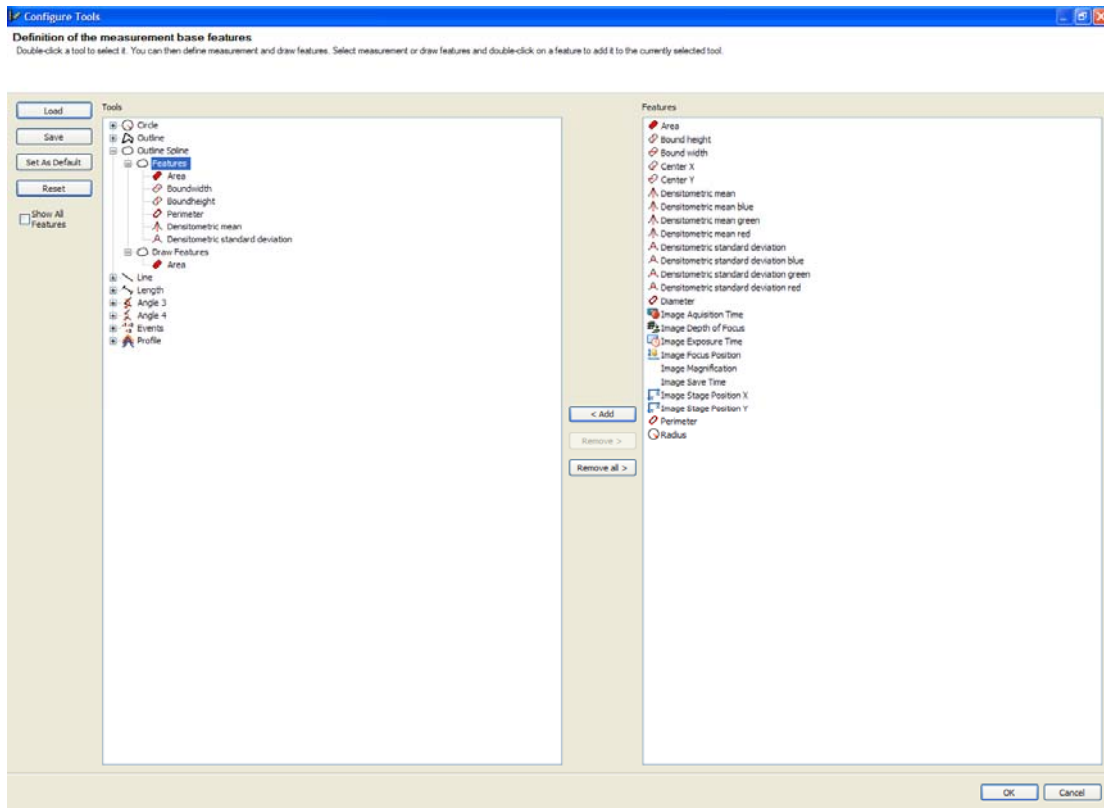 Configure Tools
Definition of the measurement base features
Double-click a tool to select it. You can then define measurement and draw features. Select measurement or draw features and double-click on a feature to add it to the currently selected tool.
Load
Save
Set As Default
Reset
Show All
Features
Tools
Circle
Outline
Outline Spline
Features
Area
Boundwidth
Boundheight
Perimeter
Densitometric mean
Densitometric standard deviation
Draw Features
Area
Line
Length
Angle 3
Angle 4
Events
Profile
< Add
Remove >
Remove all >
Features
Area
Bound height
Bound width
Center X
Center Y
Densitometric mean
Densitometric mean blue
Densitometric mean green
Densitometric mean red
Densitometric standard deviation
Densitometric standard deviation blue
Densitometric standard deviation green
Densitometric standard deviation red
Diameter
Image Aquisition Time
Image Depth of Focus
Image Exposure Time
Image Focus Position
Image Magnification
Image Save Time
Image Stage Position X
Image Stage Position Y
Perimeter
Radius
OK
Cancel